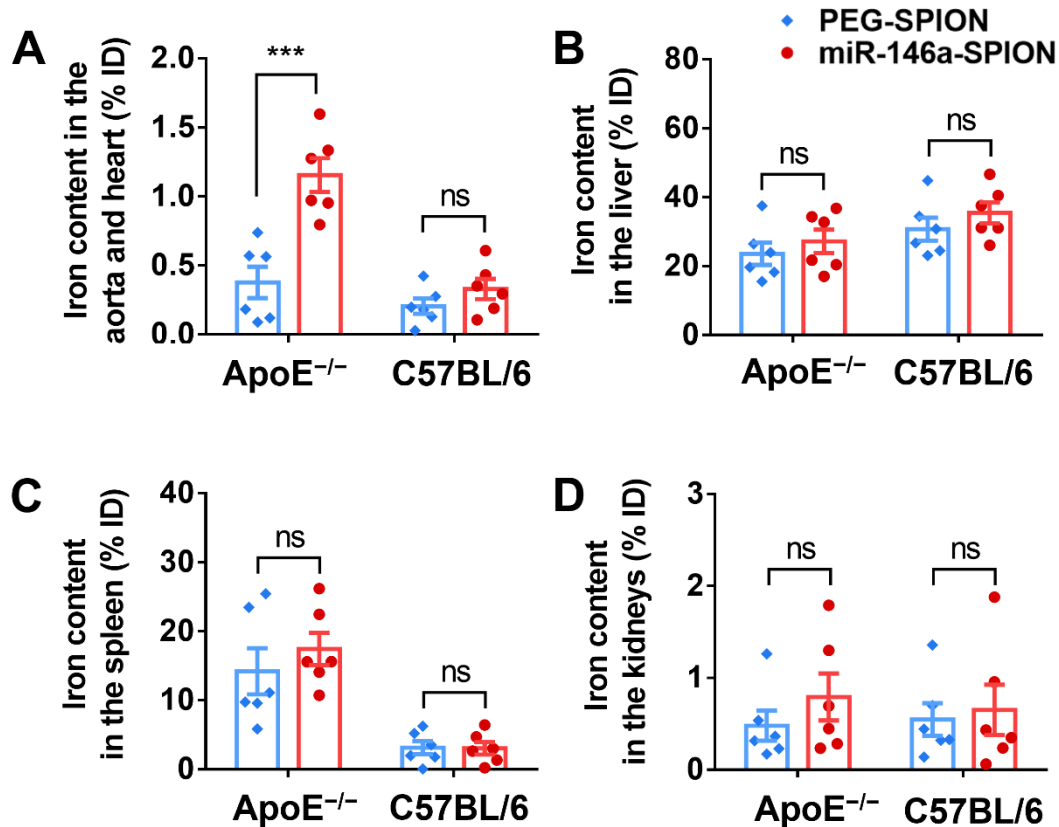 PEG-SPION
miR-146a-SPION
A
Iron content in the
aorta and heart (% ID)
2.0
1.5
1.0
0.5
0.0
***
ns
ApoE⁻/⁻
C57BL/6
B
Iron content
in the liver (% ID)
80
60
40
20
0
ns
ns
ApoE⁻/⁻
C57BL/6
C
Iron content
in the spleen (% ID)
40
30
20
10
0
ns
ns
ApoE⁻/⁻
C57BL/6
D
Iron content
in the kidneys (% ID)
3
2
1
0
ns
ns
ApoE⁻/⁻
C57BL/6